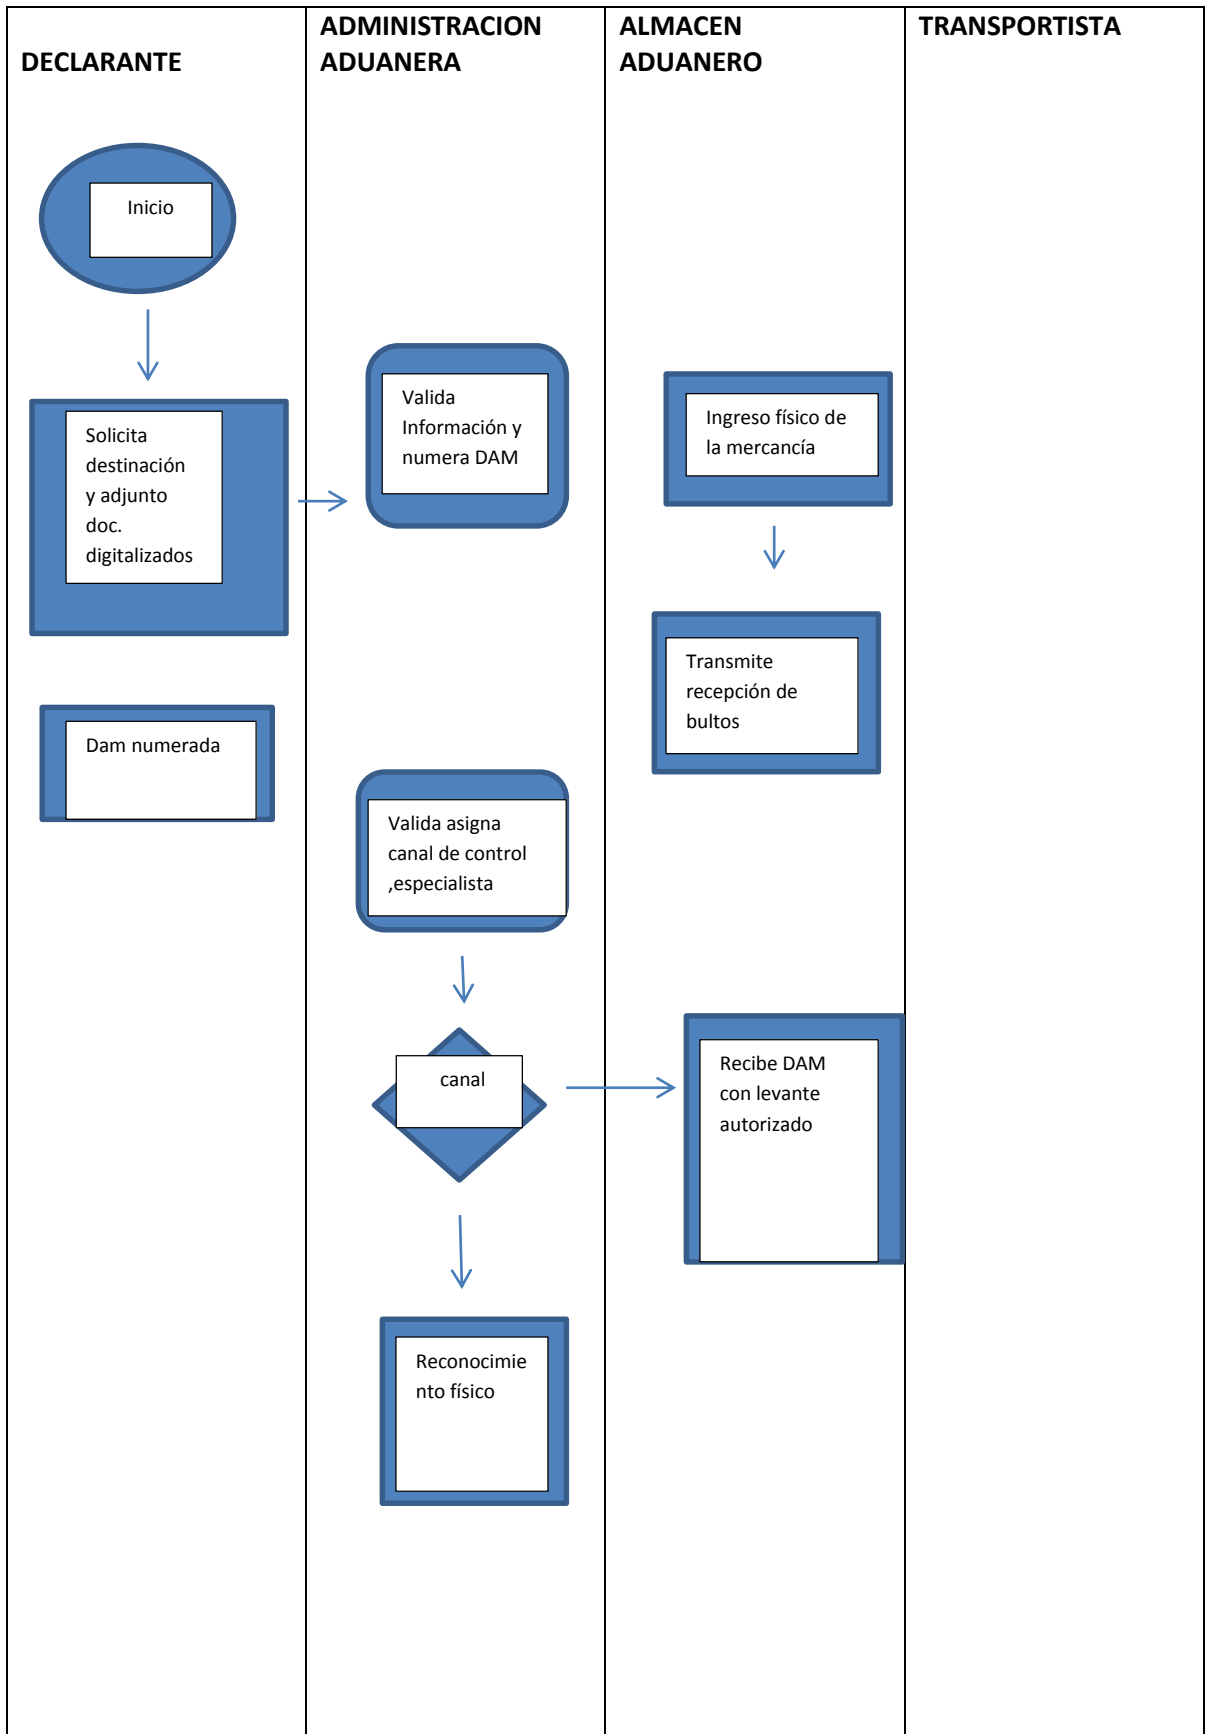 DECLARANTE
ADMINISTRACION
ADUANERA
ALMACEN
ADUANERO
TRANSPORTISTA
Inicio
Solicita
destinación
y adjunto
doc.
digitalizados
Valida
Información y
numera DAM
Ingreso físico de
la mercancía
Transmite
recepción de
bultos
Dam numerada
Valida asigna
canal de control
,especialista
canal
Recibe DAM
con levante
autorizado
Reconocimie
nto físico